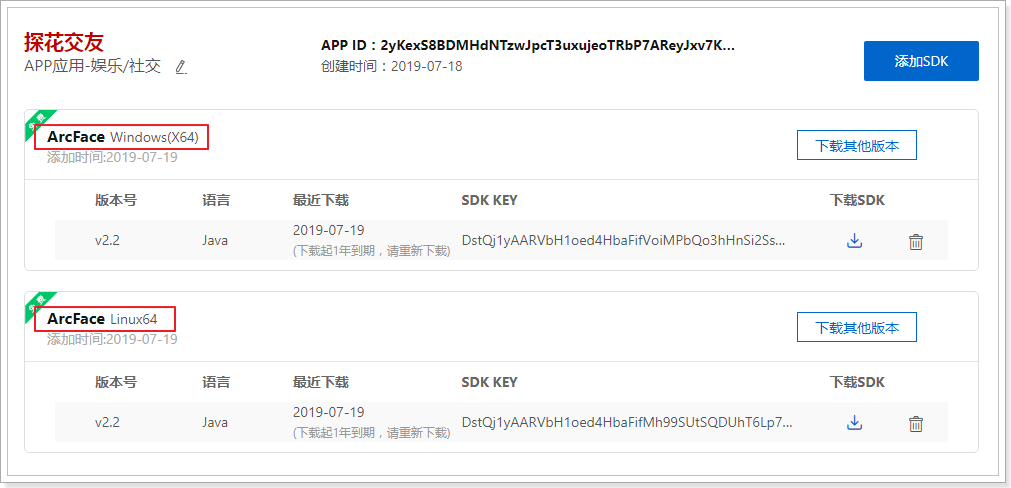 探花交友
APP应用-娱乐/社交
APP ID：2yKexS8BDMHdNTzwJpcT3uxujeoTRbP7AReyJxv7K...
创建时间：2019-07-18
添加SDK
ArcFace Windows(X64)
添加时间:2019-07-19
下载其他版本
版本号 语言 最近下载 SDK KEY 下载SDK
v2.2 Java 2019-07-19 DstQj1yAARVbH1oed4HbaFifVoiMPbQo3hHnSi2Ss...
(下载起1年到期，请重新下载)
ArcFace Linux64
添加时间:2019-07-19
下载其他版本
版本号 语言 最近下载 SDK KEY 下载SDK
v2.2 Java 2019-07-19 DstQj1yAARVbH1oed4HbaFifMh99SUtSQDUhT6Lp7...
(下载起1年到期，请重新下载)